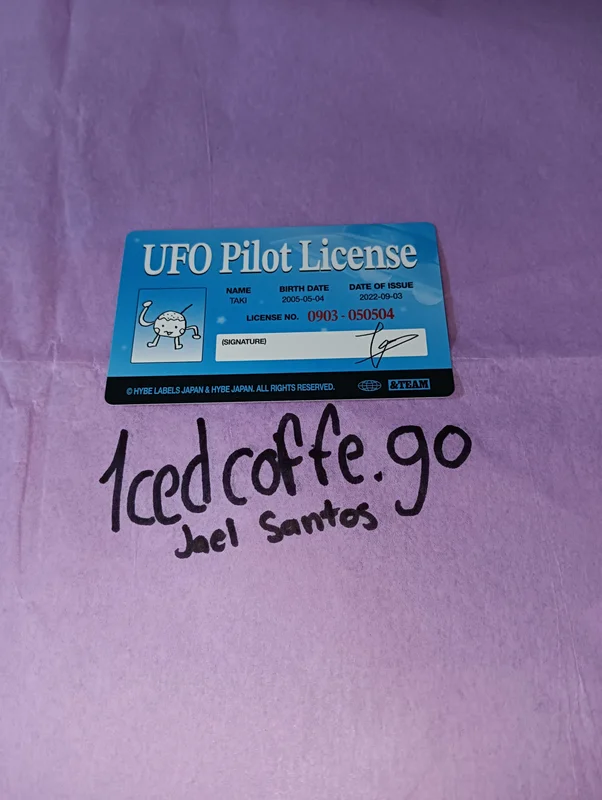 UFO Pilot License
NAME BIRTH DATE DATE OF ISSUE
TAKI 2005-05-04 2022-09-03
LICENSE NO. 0903 - 050504
(SIGNATURE)
© HYBE LABELS JAPAN & HYBE JAPAN. ALL RIGHTS RESERVED. &TEAM
1cedcoffe.go
Jael Santos